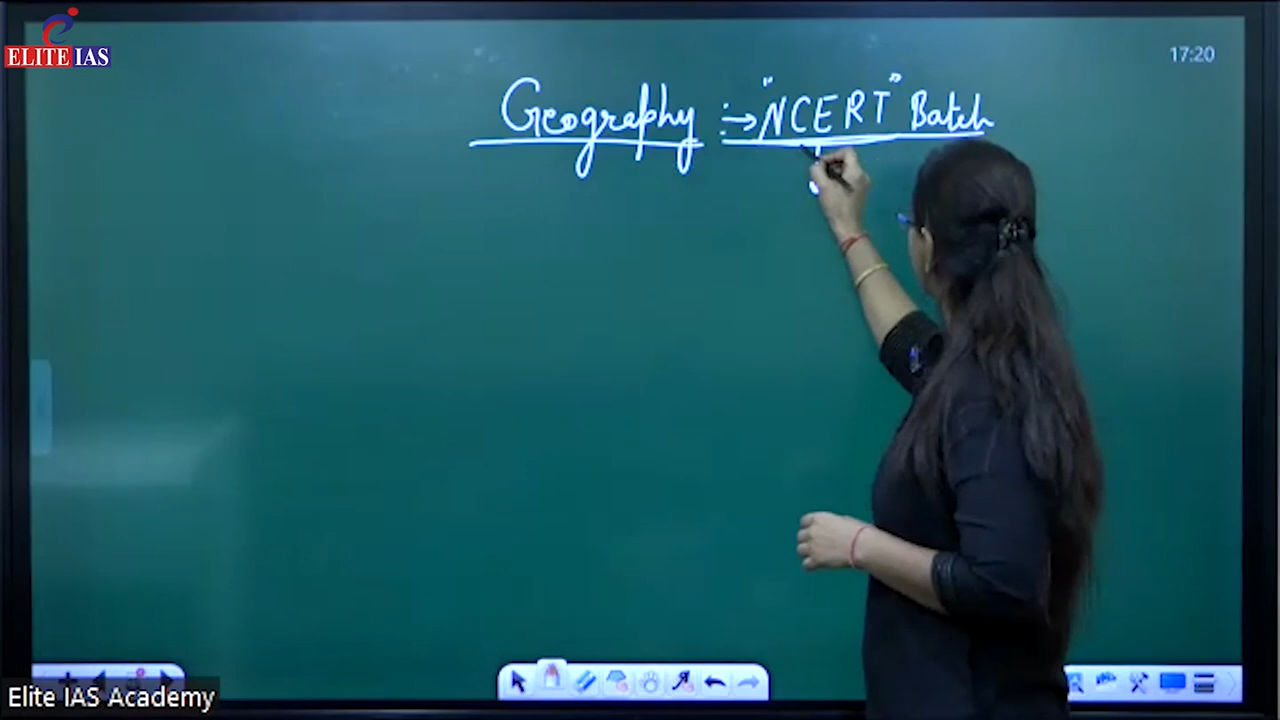 ELITE IAS
17:20
Geography :→ "NCERT" Batch
Elite IAS Academy